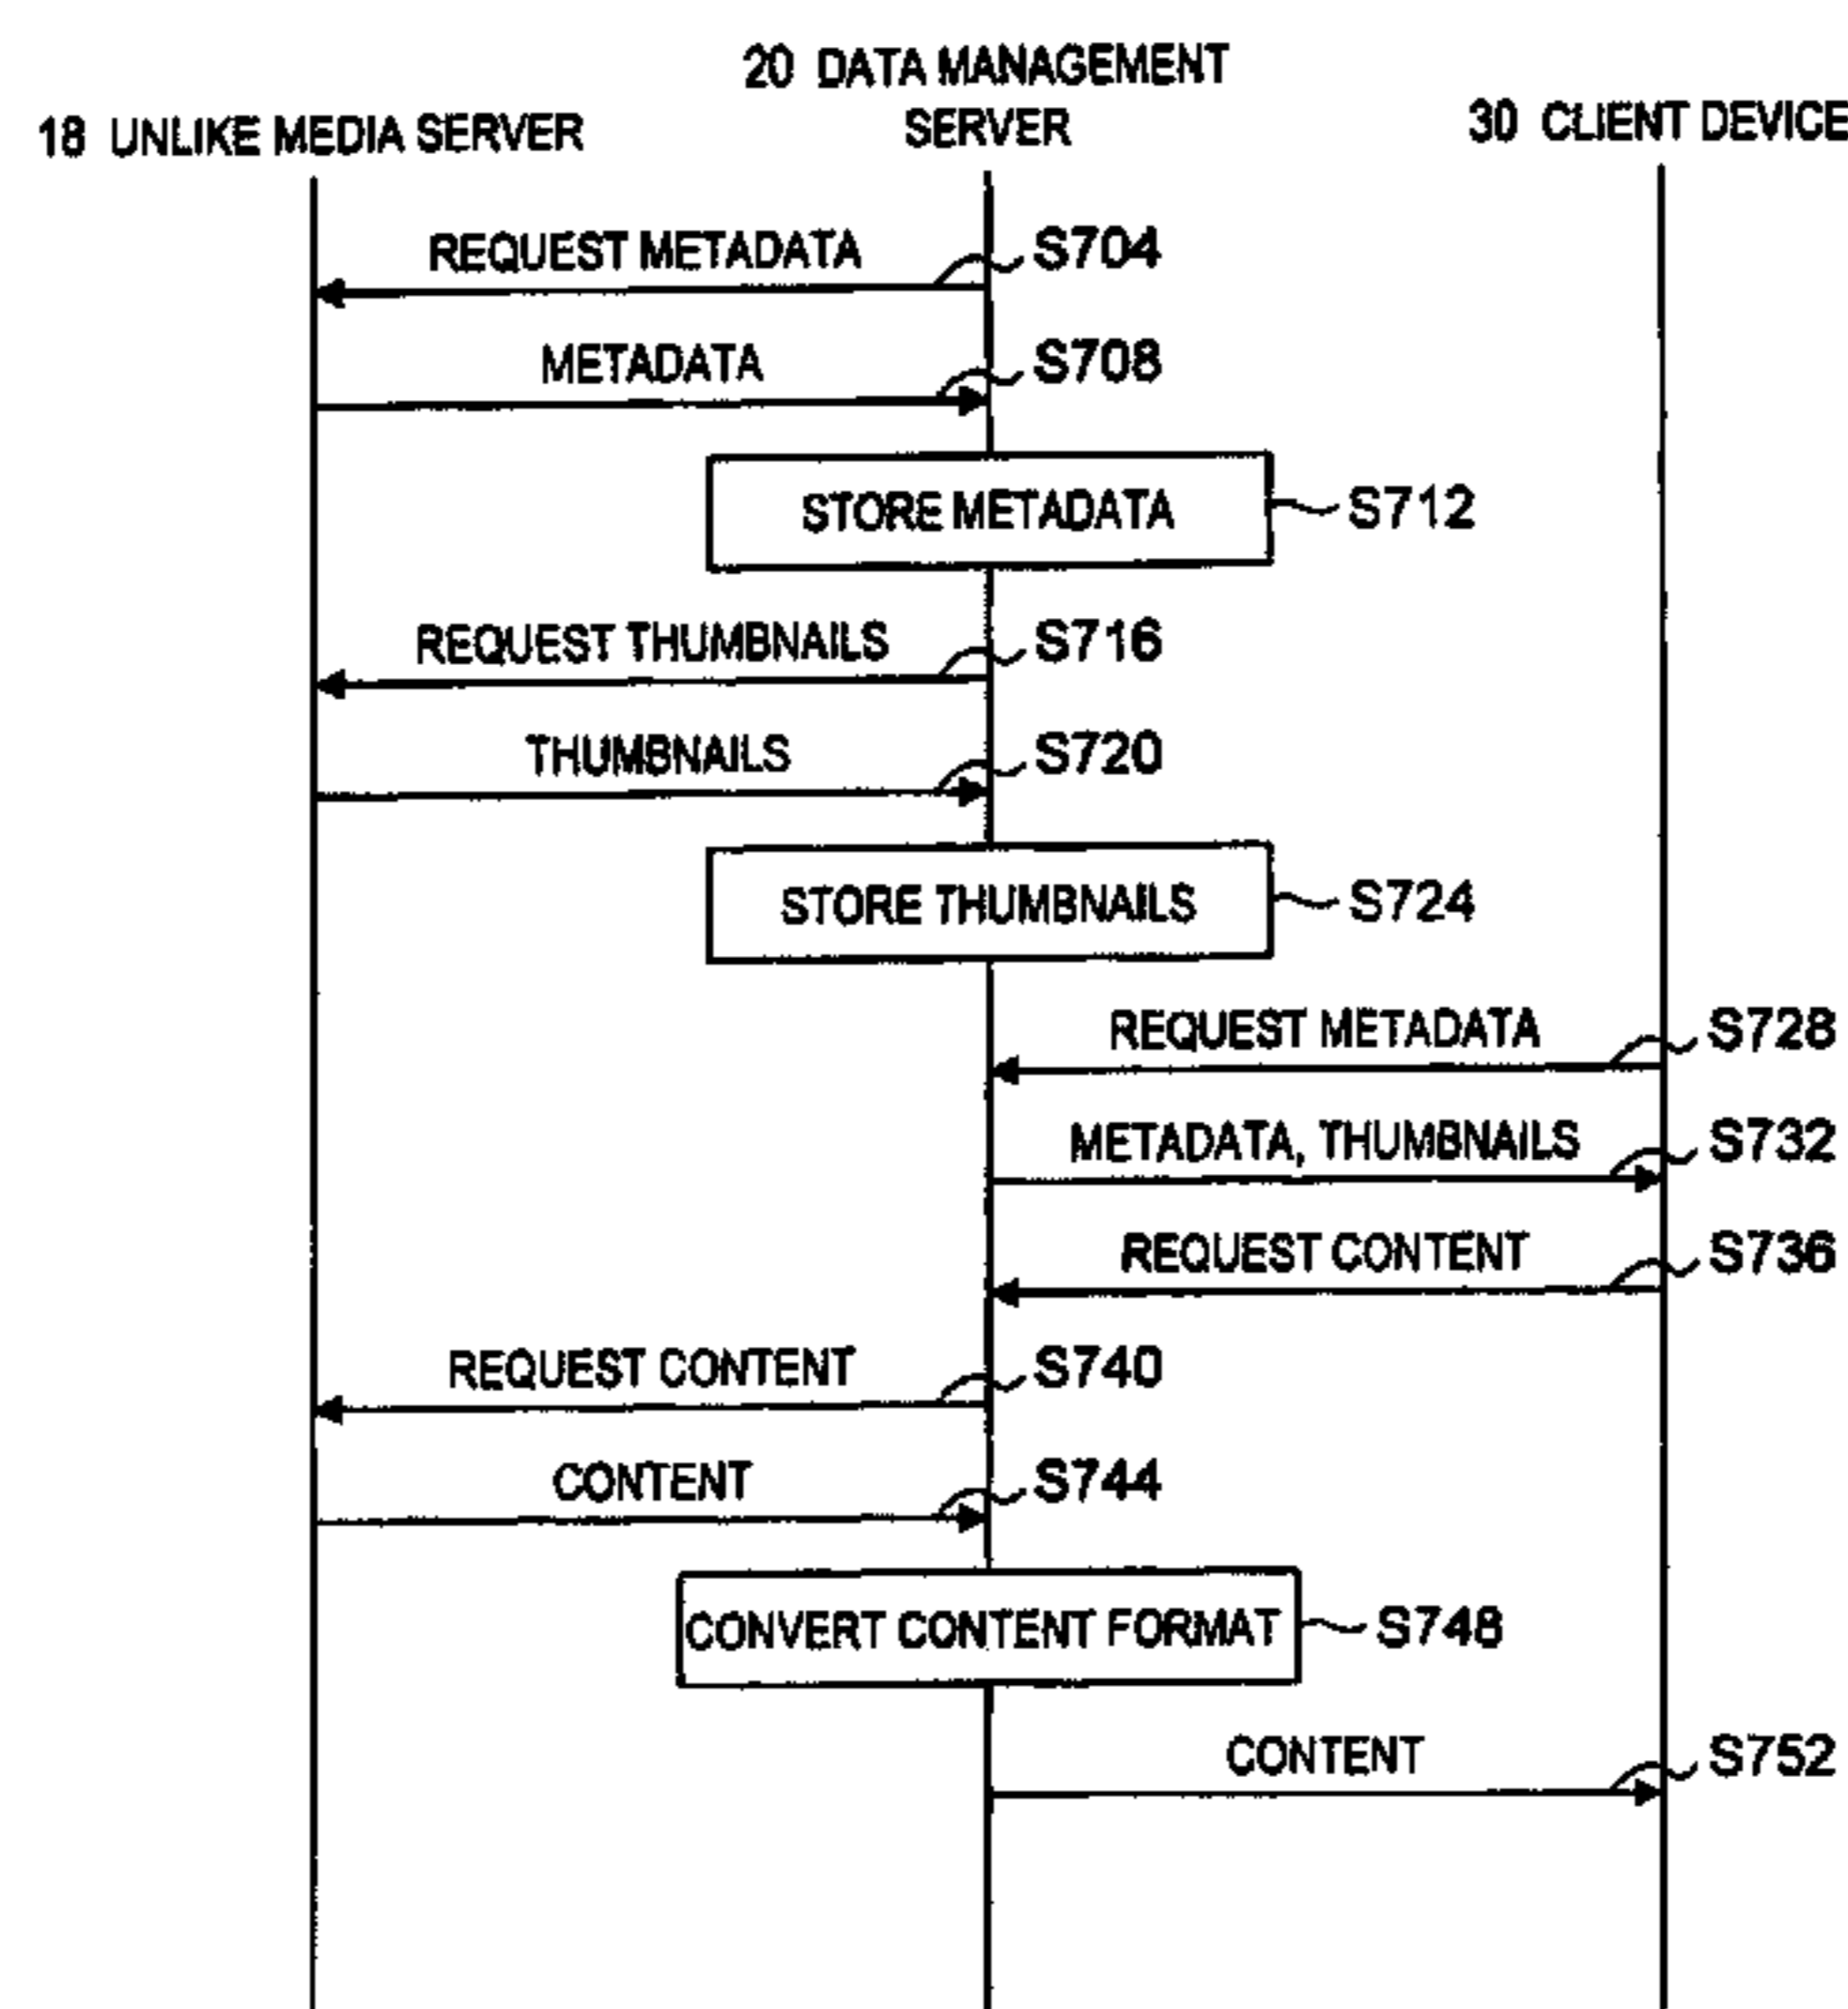 20 DATA MANAGEMENT
SERVER
18 UNLIKE MEDIA SERVER
30 CLIENT DEVICE
REQUEST METADATA
S704
METADATA
S708
STORE METADATA
S712
REQUEST THUMBNAILS
S716
THUMBNAILS
S720
STORE THUMBNAILS
S724
REQUEST METADATA
S728
METADATA, THUMBNAILS
S732
REQUEST CONTENT
S736
REQUEST CONTENT
S740
CONTENT
S744
CONVERT CONTENT FORMAT
S748
CONTENT
S752